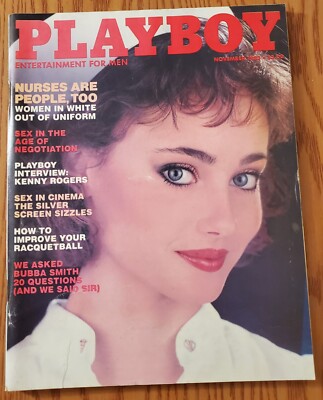 PLAYBOY
ENTERTAINMENT FOR MEN
NOVEMBER
NURSES ARE
PEOPLE, TOO
WOMEN IN WHITE
OUT OF UNIFORM
SEX IN THE
AGE OF
NEGOTIATION
PLAYBOY
INTERVIEW:
KENNY ROGERS
SEX IN CINEMA
THE SILVER
SCREEN SIZZLES
HOW TO
IMPROVE YOUR
RACQUETBALL
WE ASKED
BUBBA SMITH
20 QUESTIONS
(AND WE SAID SIR)